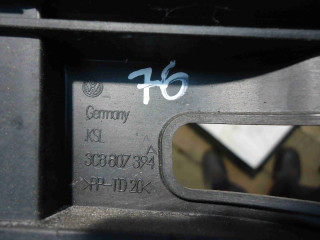 76
Germany
KSL
3C8 807 394
>PP-TD 20<